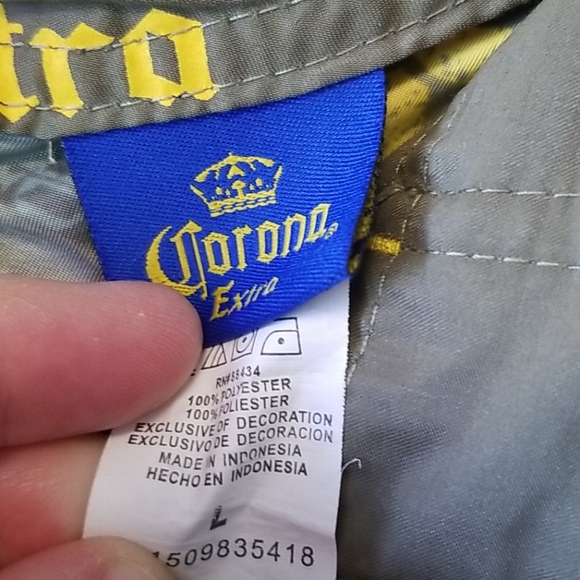 tra
Corona
Extra
RN#88434
100% POLYESTER
100% POLIESTER
EXCLUSIVE OF DECORATION
EXCLUSIVO DE DECORACION
MADE IN INDONESIA
HECHO EN INDONESIA
L
1509835418